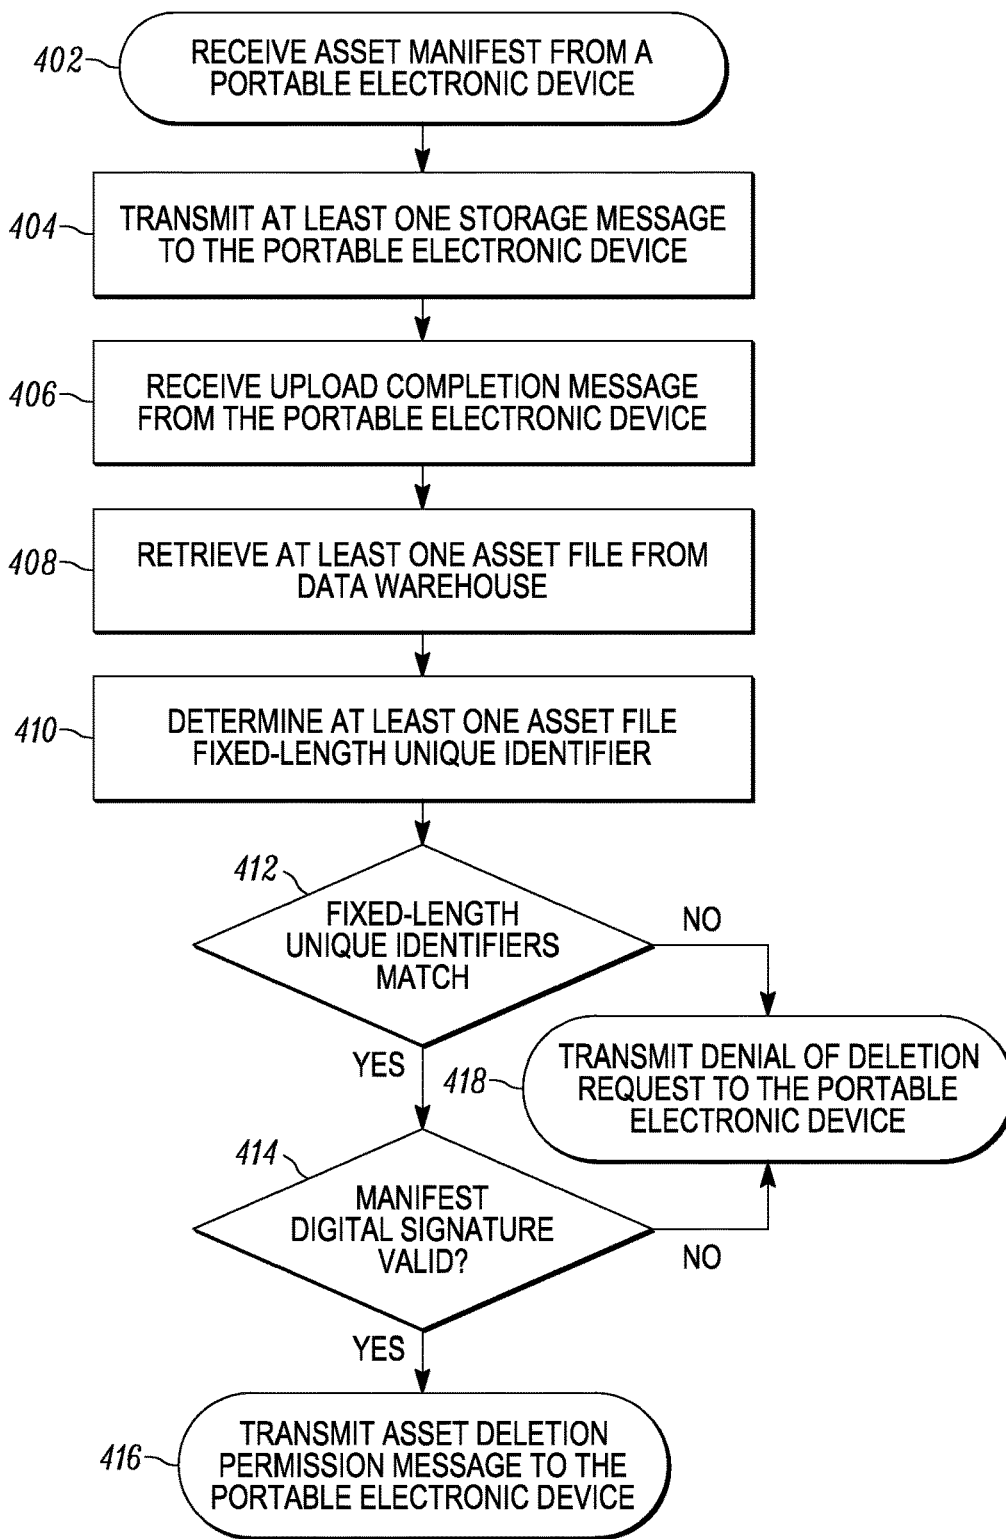 402
RECEIVE ASSET MANIFEST FROM A
PORTABLE ELECTRONIC DEVICE
404
TRANSMIT AT LEAST ONE STORAGE MESSAGE
TO THE PORTABLE ELECTRONIC DEVICE
406
RECEIVE UPLOAD COMPLETION MESSAGE
FROM THE PORTABLE ELECTRONIC DEVICE
408
RETRIEVE AT LEAST ONE ASSET FILE FROM
DATA WAREHOUSE
410
DETERMINE AT LEAST ONE ASSET FILE
FIXED-LENGTH UNIQUE IDENTIFIER
412
FIXED-LENGTH
UNIQUE IDENTIFIERS
MATCH
NO
YES
418
TRANSMIT DENIAL OF DELETION
REQUEST TO THE PORTABLE
ELECTRONIC DEVICE
414
MANIFEST
DIGITAL SIGNATURE
VALID?
NO
YES
416
TRANSMIT ASSET DELETION
PERMISSION MESSAGE TO THE
PORTABLE ELECTRONIC DEVICE